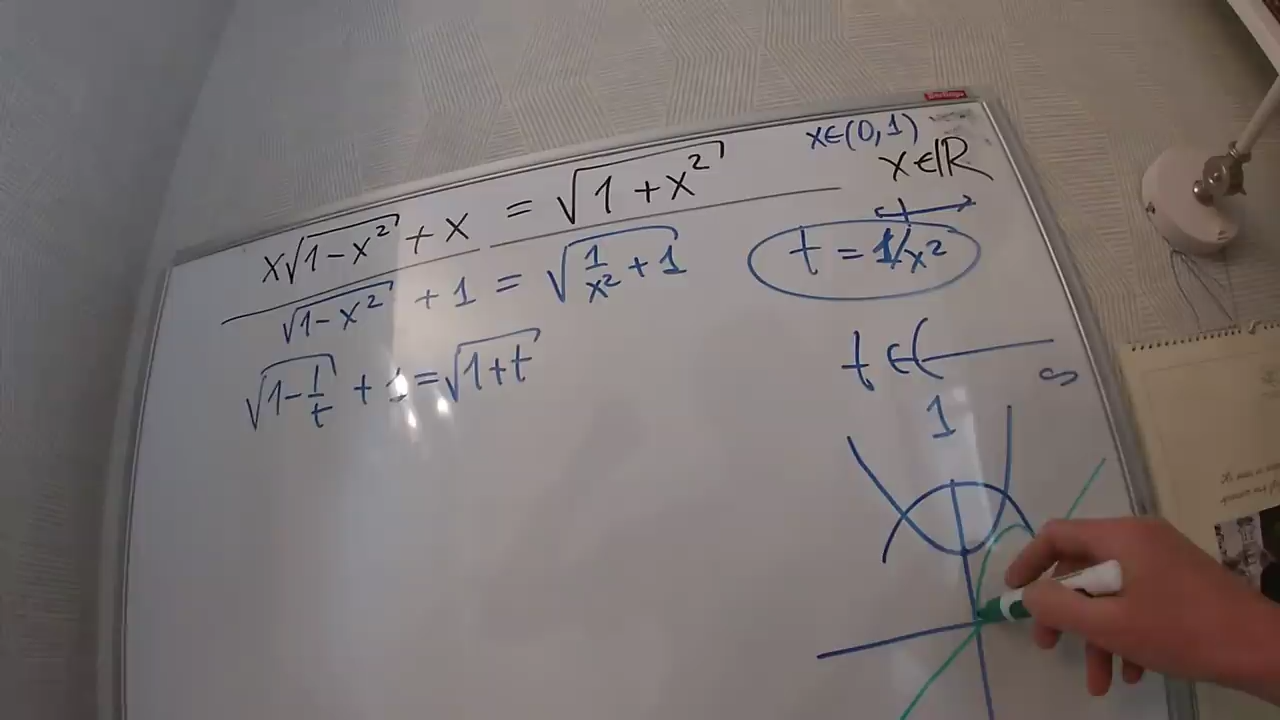 x∈(0,1)
x∈ℝ
x√(1-x²) + x = √(1+x²)
√(1-x²) + 1 = √(1/x² + 1)
t = 1/x²
√(1-1/t) + 1 = √(1+t)
t ∈ (
1